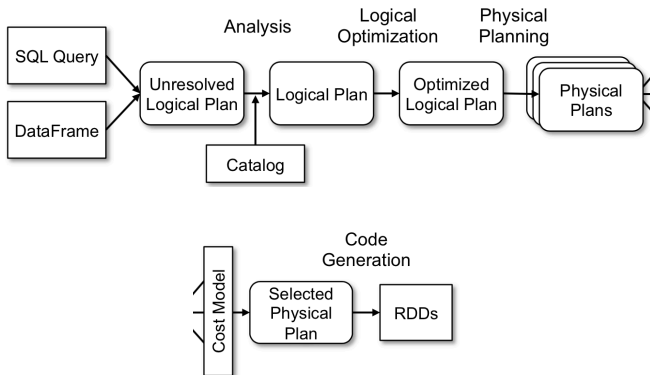 Analysis
Logical
Optimization
Physical
Planning
SQL Query
DataFrame
Unresolved
Logical Plan
Logical Plan
Optimized
Logical Plan
Physical
Plans
Catalog
Code
Generation
Cost Model
Selected
Physical
Plan
RDDs